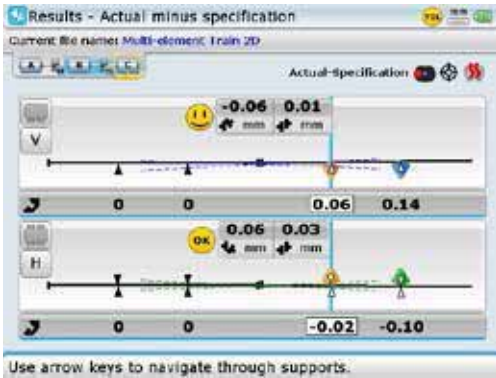 Results - Actual minus specification
TOL
Current file name: Multi-element Train 2D
A B C
Actual-Specification
-0.06 0.01
mm mm
V
0 0 0.06 0.14
OK 0.06 0.03
mm mm
H
0 0 -0.02 -0.10
Use arrow keys to navigate through supports.